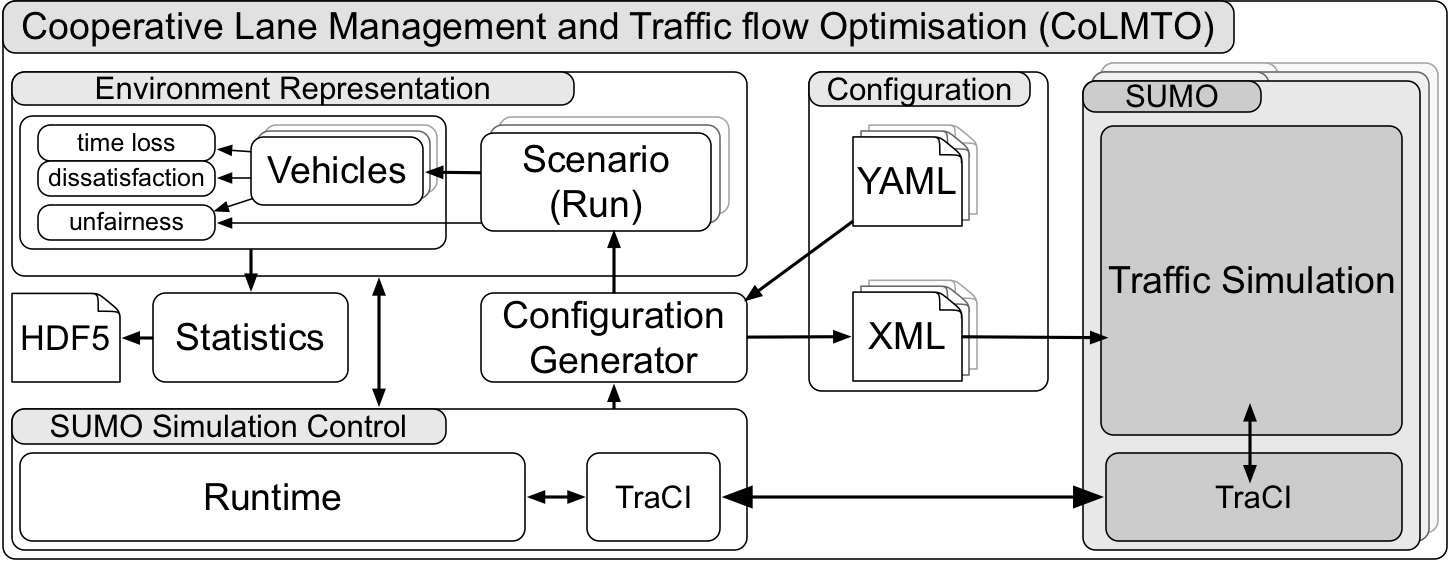 Cooperative Lane Management and Traffic flow Optimisation (CoLMTO)
Environment Representation
time loss
dissatisfaction
unfairness
Vehicles
Scenario
(Run)
Configuration
YAML
XML
SUMO
Traffic Simulation
TraCI
HDF5
Statistics
Configuration
Generator
SUMO Simulation Control
Runtime
TraCI